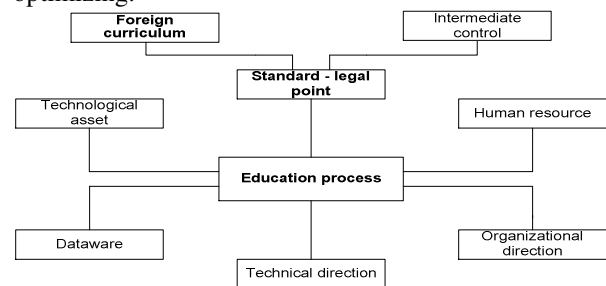 optimizing.
Foreign
curriculum
Intermediate
control
Standard - legal
point
Technological
asset
Human resource
Education process
Dataware
Organizational
direction
Technical direction